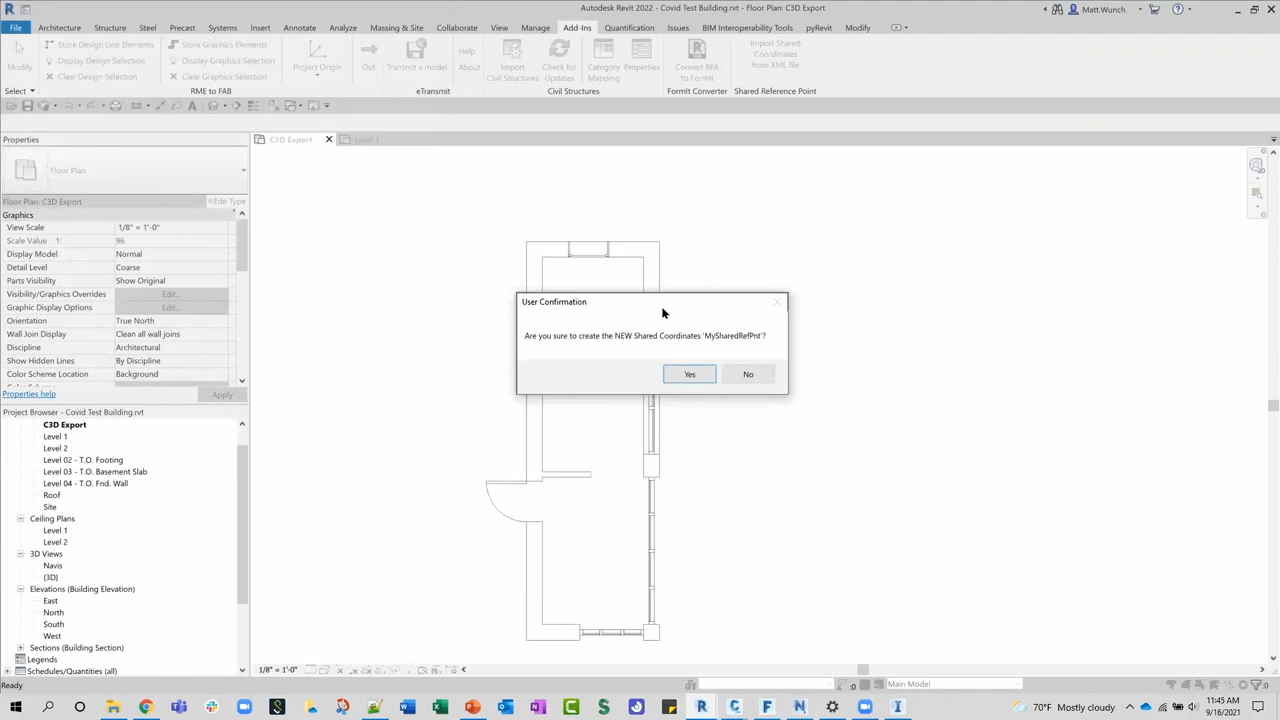 Autodesk Revit 2022 - Covid Test Building.rvt - Floor Plan: C3D Export
Matt.Wunch
File Architecture Structure Steel Precast Systems Insert Annotate Analyze Massing & Site Collaborate View Manage Add-Ins Quantification Issues BIM Interoperability Tools pyRevit Modify
Modify
Store Design Line Elements
Display Design Selection
Clear Design Selection
Store Graphics Elements
Display Graphics Selection
Clear Graphics Selection
Project Origin
Out
Transmit a model
Help
About
Import
Civil Structures
Check for
Updates
Category
Mapping
Properties
Convert RFA
to FormIt
Import Shared
Coordinates
from XML file
Select RME to FAB eTransmit Civil Structures FormIt Converter Shared Reference Point
Properties
C3D Export Level 1
Floor Plan
Floor Plan: C3D Export Edit Type
Graphics
View Scale 1/8" = 1'-0"
Scale Value 1: 96
Display Model Normal
Detail Level Coarse
Parts Visibility Show Original
Visibility/Graphics Overrides Edit...
Graphic Display Options Edit...
Orientation True North
Wall Join Display Clean all wall joins
Discipline Architectural
Show Hidden Lines By Discipline
Color Scheme Location Background
Properties help Apply
User Confirmation
Are you sure to create the NEW Shared Coordinates 'MySharedRefPnt'?
Yes No
Project Browser - Covid Test Building.rvt
C3D Export
Level 1
Level 2
Level 02 - T.O. Footing
Level 03 - T.O. Basement Slab
Level 04 - T.O. Fnd. Wall
Roof
Site
Ceiling Plans
Level 1
Level 2
3D Views
Navis
{3D}
Elevations (Building Elevation)
East
North
South
West
Sections (Building Section)
Legends
Schedules/Quantities (all)
1/8" = 1'-0"
Ready
:0 Main Model :0
70°F Mostly cloudy
11:45 AM
9/16/2021